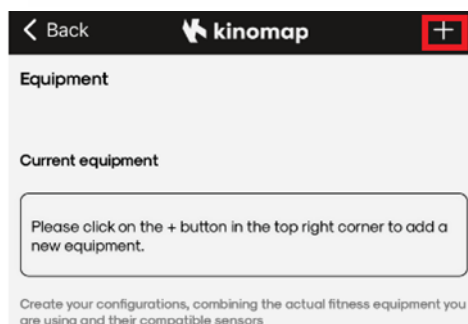 Back kinomap +
Equipment
Current equipment
Please click on the + button in the top right corner to add a
new equipment.
Create your configurations, combining the actual fitness equipment you
are using and their compatible sensors